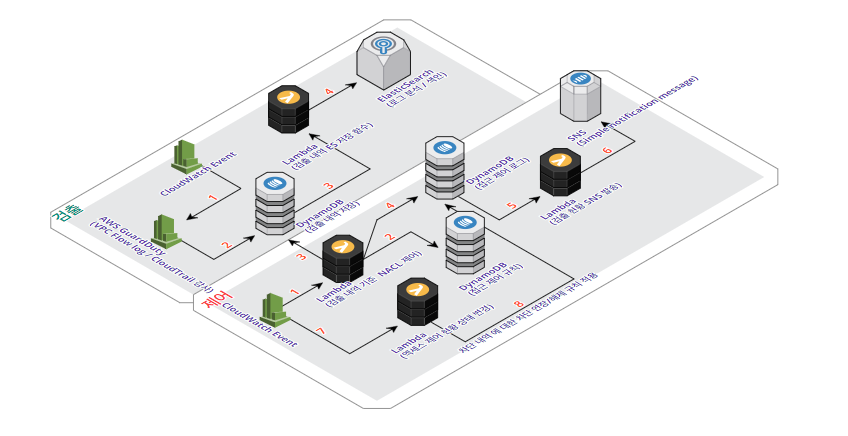 ElasticSearch
(로그 분석 / 색인)
4
Lambda
(검출 내역 ES 저장 함수)
SNS
(Simple notification message)
CloudWatch Event
1
3
DynamoDB
(검출 내역 저장)
검출
AWS GuardDuty
(VPC Flow log / CloudTrail 감시)
2
DynamoDB
(접근 제어 로그)
6
Lambda
(검출 현황 SNS 발송)
5
4
2
3
Lambda
(검출 내역 기준 NACL 제어)
DynamoDB
(접근 제어 규칙)
제어
1
CloudWatch Event
7
Lambda
(엑세스 제어 현황 상태 변경)
8
차단 내역 에 대한 차단 연장/해제 규칙 적용